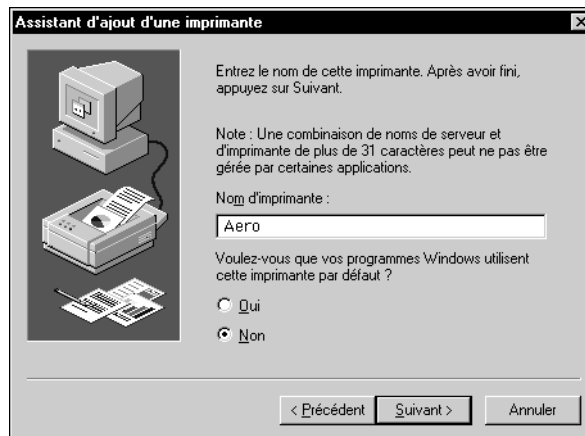 Assistant d'ajout d'une imprimante
Entrez le nom de cette imprimante. Après avoir fini,
appuyez sur Suivant.
Note : Une combinaison de noms de serveur et
d'imprimante de plus de 31 caractères peut ne pas être
gérée par certaines applications.
Nom d'imprimante :
Aero
Voulez-vous que vos programmes Windows utilisent
cette imprimante par défaut ?
Oui
Non
< Précédent
Suivant >
Annuler